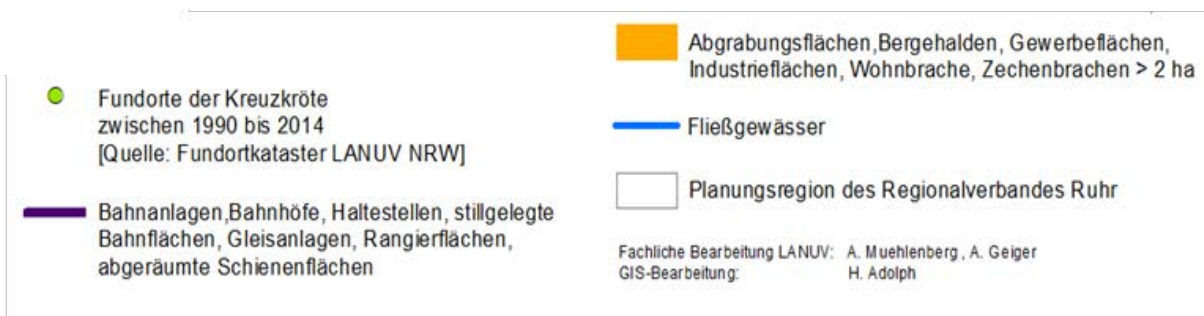 Fundorte der Kreuzkröte
zwischen 1990 bis 2014
[Quelle: Fundortkataster LANUV NRW]
Bahnanlagen,Bahnhöfe, Haltestellen, stillgelegte
Bahnflächen, Gleisanlagen, Rangierflächen,
abgeräumte Schienenflächen
Abgrabungsflächen,Bergehalden, Gewerbeflächen,
Industrieflächen, Wohnbrache, Zechenbrachen > 2 ha
Fließgewässer
Planungsregion des Regionalverbandes Ruhr
Fachliche Bearbeitung LANUV: A. Muehlenberg , A. Geiger
GIS-Bearbeitung: H. Adolph